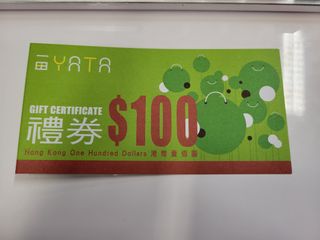 一田 YATA
GIFT CERTIFICATE
禮券 $100
Hong Kong One Hundred Dollars 港幣壹佰圓